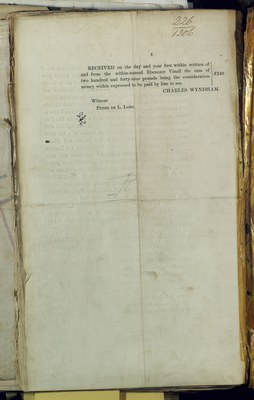 226
1306
4
RECEIVED on the day and year first within written of
and from the within-named Ebenezer Vinall the sum of
two hundred and forty-nine pounds being the consideration
money within expressed to be paid by him to me.
£249
CHARLES WYNDHAM.
Witness